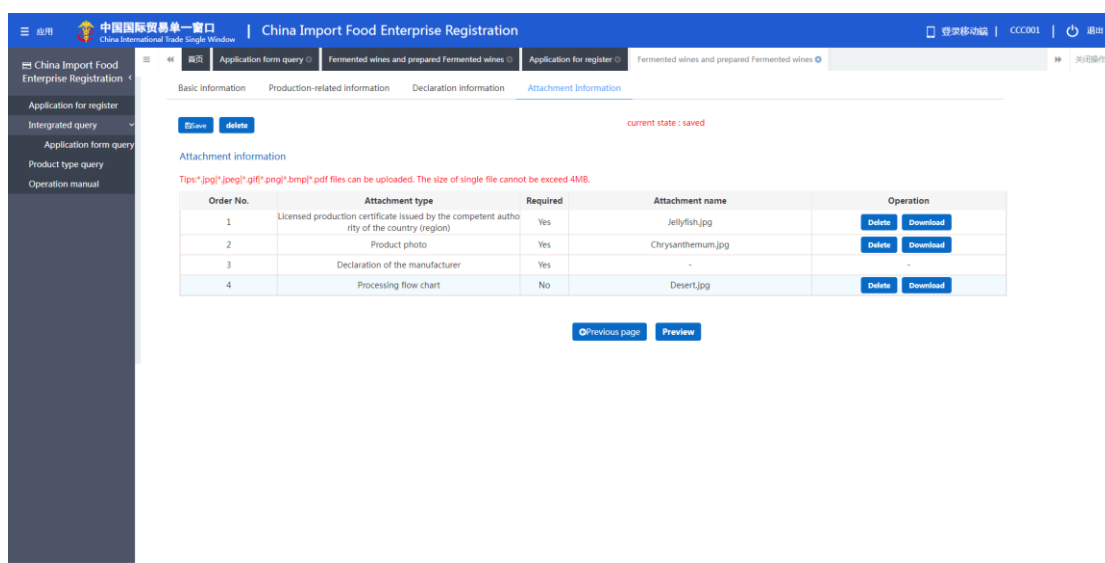 应用
中国国际贸易单一窗口
China International Trade Single Window
China Import Food Enterprise Registration
登录移动端
CCC001
退出
China Import Food
Enterprise Registration
Application for register
Intergrated query
Application form query
Product type query
Operation manual
首页
Application form query
Fermented wines and prepared Fermented wines
Application for register
Fermented wines and prepared Fermented wines
关闭操作
Basic information
Production-related information
Declaration information
Attachment Information
Save
delete
current state : saved
Attachment information
Tips:*.jpg|*.jpeg|*.gif|*.png|*.bmp|*.pdf files can be uploaded. The size of single file cannot be exceed 4MB.
Order No. Attachment type Required Attachment name Operation
1 Licensed production certificate issued by the competent autho
rity of the country (region) Yes Jellyfish.jpg Delete Download
2 Product photo Yes Chrysanthemum.jpg Delete Download
3 Declaration of the manufacturer Yes - -
4 Processing flow chart No Desert.jpg Delete Download
Previous page
Preview